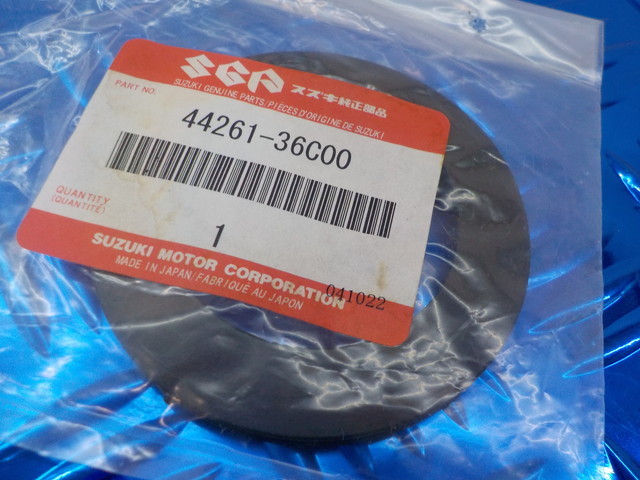 SGP スズキ純正部品
SUZUKI GENUINE PARTS/PIÈCES D'ORIGINE DE SUZUKI
PART NO.
44261-36C00
QUANTITY
(QUANTITÉ)
1
SUZUKI MOTOR CORPORATION
MADE IN JAPAN/FABRIQUÉ AU JAPON
041022